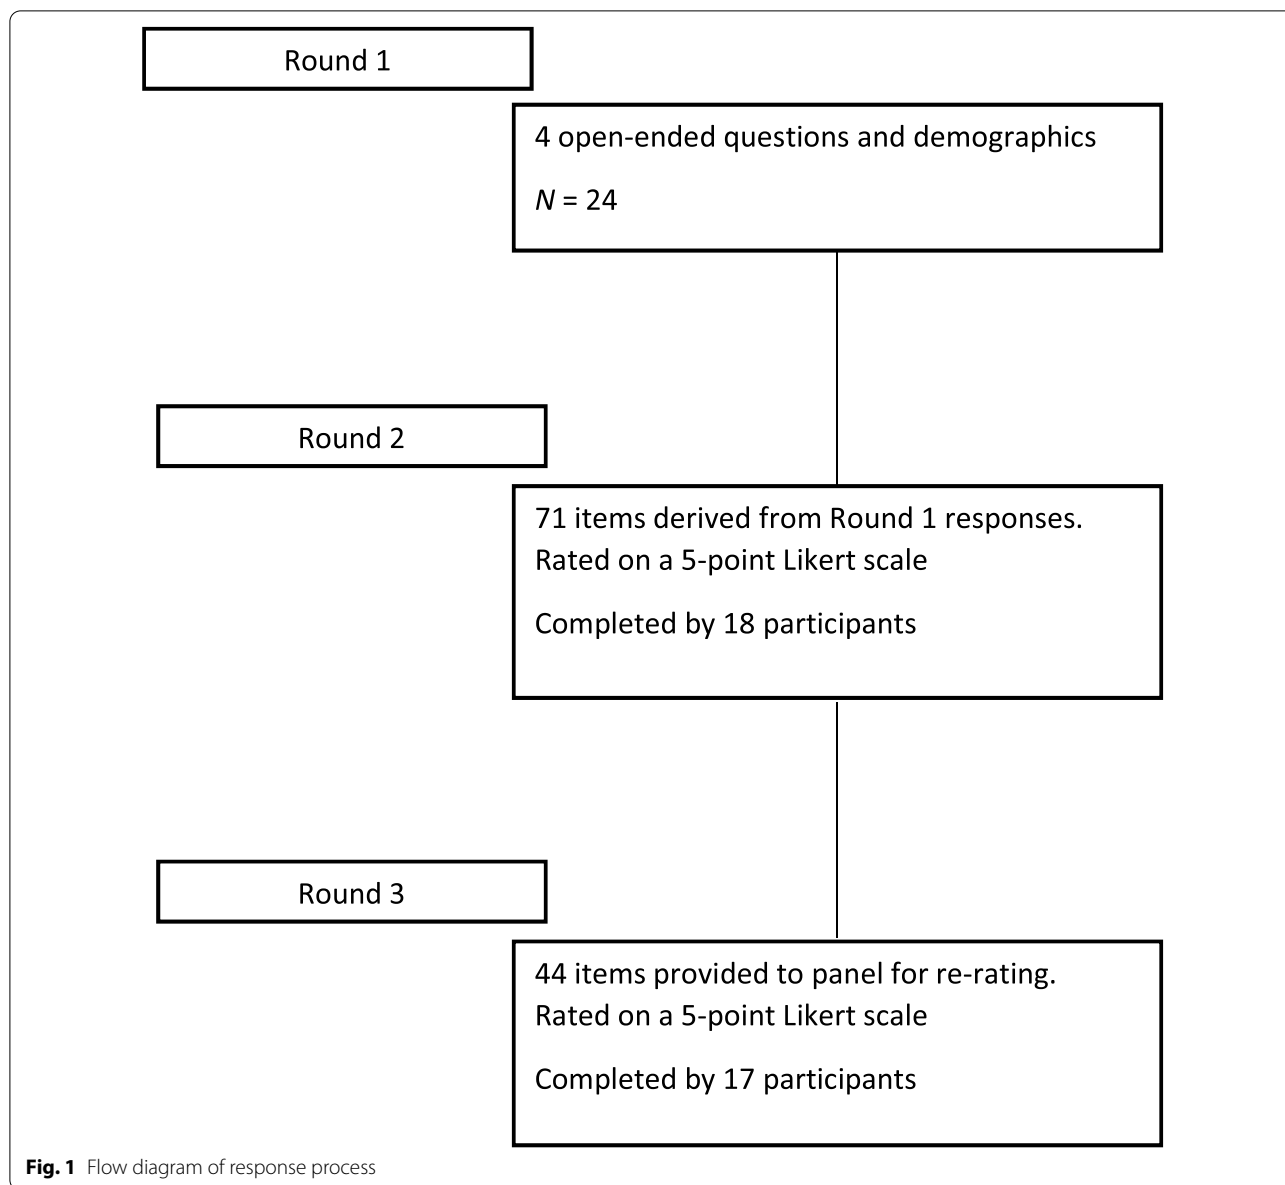 Round 1
4 open-ended questions and demographics
N = 24
Round 2
71 items derived from Round 1 responses.
Rated on a 5-point Likert scale
Completed by 18 participants
Round 3
44 items provided to panel for re-rating.
Rated on a 5-point Likert scale
Completed by 17 participants
Fig. 1 Flow diagram of response process